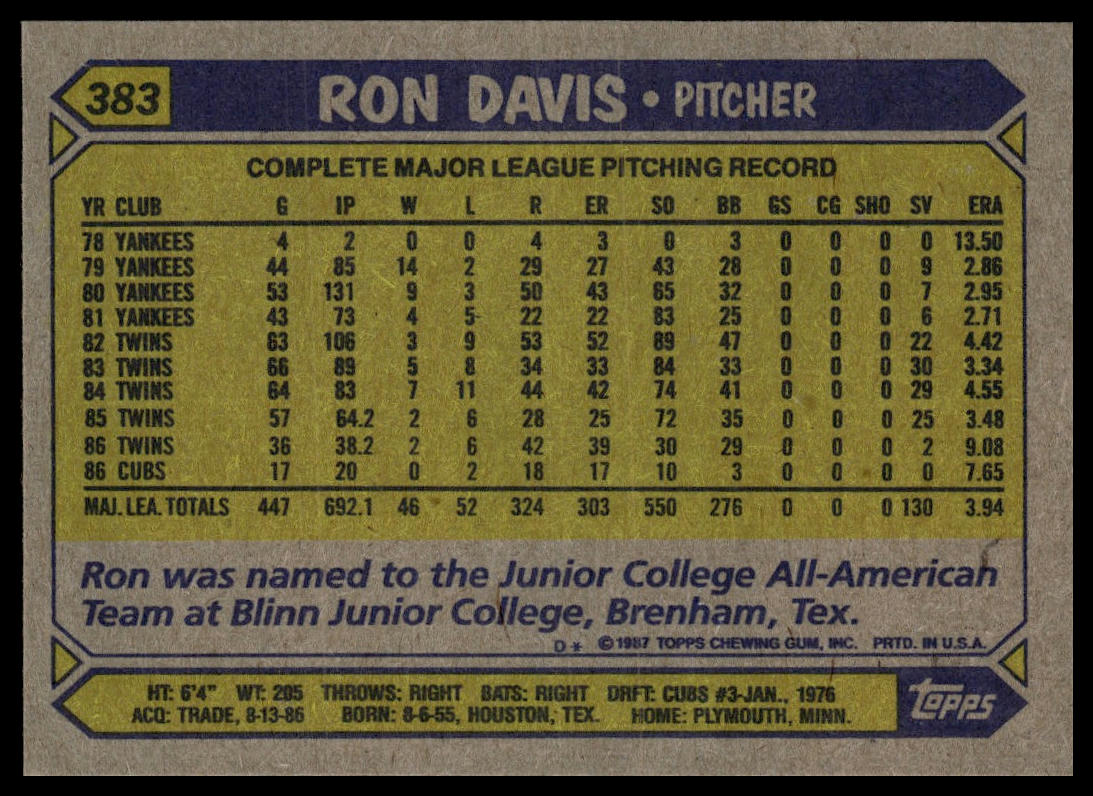 383 RON DAVIS • PITCHER
COMPLETE MAJOR LEAGUE PITCHING RECORD
YR CLUB G IP W L R ER SO BB GS CG SHO SV ERA
78 YANKEES 4 2 0 0 4 3 0 3 0 0 0 0 13.50
79 YANKEES 44 85 14 2 29 27 43 28 0 0 0 9 2.86
80 YANKEES 53 131 9 3 50 43 65 32 0 0 0 7 2.95
81 YANKEES 43 73 4 5 22 22 83 25 0 0 0 6 2.71
82 TWINS 63 106 3 9 53 52 89 47 0 0 0 22 4.42
83 TWINS 66 89 5 8 34 33 84 33 0 0 0 30 3.34
84 TWINS 64 83 7 11 44 42 74 41 0 0 0 29 4.55
85 TWINS 57 64.2 2 6 28 25 72 35 0 0 0 25 3.48
86 TWINS 36 38.2 2 6 42 39 30 29 0 0 0 2 9.08
86 CUBS 17 20 0 2 18 17 10 3 0 0 0 0 7.65
MAJ. LEA. TOTALS 447 692.1 46 52 324 303 550 276 0 0 0 130 3.94
Ron was named to the Junior College All-American
Team at Blinn Junior College, Brenham, Tex.
D* © 1987 TOPPS CHEWING GUM, INC. PRTD. IN U.S.A.
HT: 6'4" WT: 205 THROWS: RIGHT BATS: RIGHT DRFT: CUBS #3-JAN., 1976
ACQ: TRADE, 8-13-86 BORN: 8-6-55, HOUSTON, TEX. HOME: PLYMOUTH, MINN.
topps